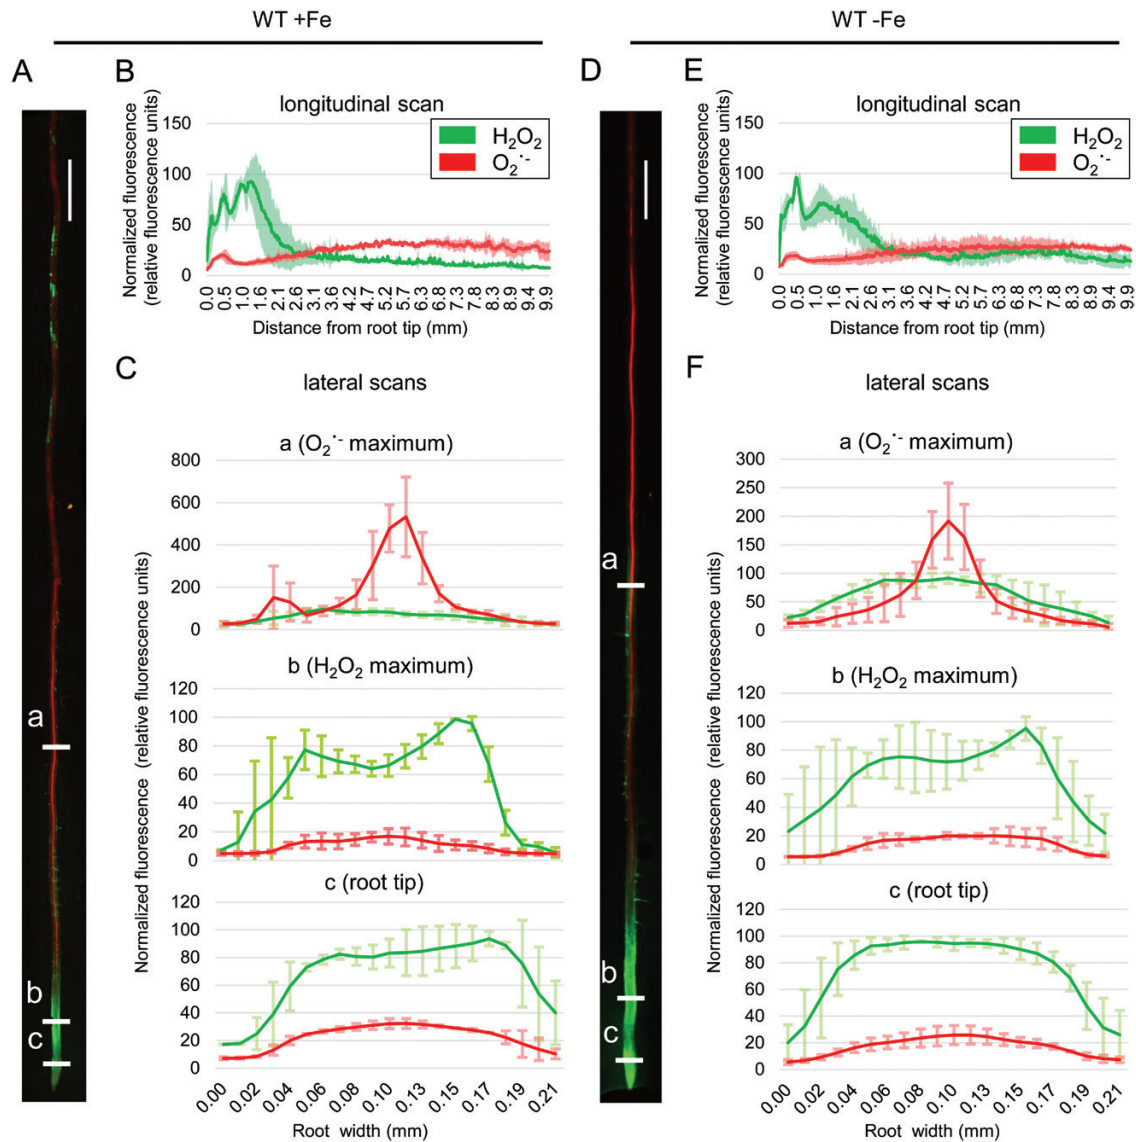 WT +Fe
WT -Fe
A
B
longitudinal scan
Normalized fluorescence
(relative fluorescence units)
150
100
50
0
H₂O₂
O₂˙⁻
0.0 0.5 1.0 1.6 2.1 2.6 3.1 3.6 4.2 4.7 5.2 5.7 6.3 6.8 7.3 7.8 8.3 8.9 9.4 9.9
Distance from root tip (mm)
C
lateral scans
Normalized fluorescence (relative fluorescence units)
a (O₂˙⁻ maximum)
800
600
400
200
0
b (H₂O₂ maximum)
120
100
80
60
40
20
0
c (root tip)
120
100
80
60
40
20
0
0.00 0.02 0.04 0.06 0.08 0.10 0.13 0.15 0.17 0.19 0.21
Root width (mm)
a
b
c
D
E
longitudinal scan
Normalized fluorescence
(relative fluorescence units)
150
100
50
0
H₂O₂
O₂˙⁻
0.0 0.5 1.0 1.6 2.1 2.6 3.1 3.6 4.2 4.7 5.2 5.7 6.3 6.8 7.3 7.8 8.3 8.9 9.4 9.9
Distance from root tip (mm)
F
lateral scans
Normalized fluorescence (relative fluorescence units)
a (O₂˙⁻ maximum)
300
250
200
150
100
50
0
b (H₂O₂ maximum)
120
100
80
60
40
20
0
c (root tip)
120
100
80
60
40
20
0
0.00 0.02 0.04 0.06 0.08 0.10 0.13 0.15 0.17 0.19 0.21
Root width (mm)
a
b
c